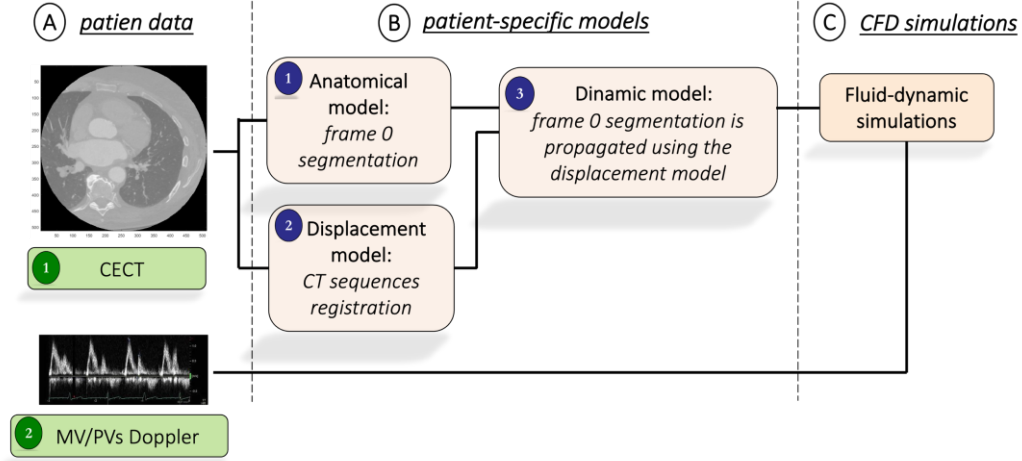 A patien data
B patient-specific models
C CFD simulations
1 Anatomical
model:
frame 0
segmentation
3 Dinamic model:
frame 0 segmentation is
propagated using the
displacement model
Fluid-dynamic
simulations
2 Displacement
model:
CT sequences
registration
1 CECT
2 MV/PVs Doppler